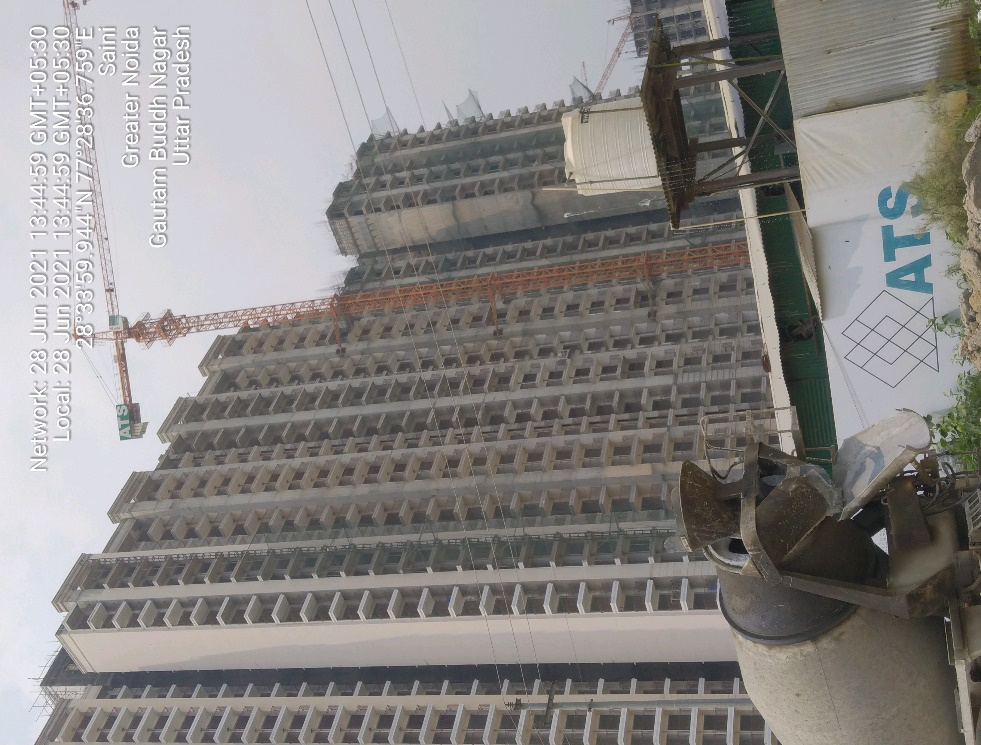 Network: 28 Jun 2021 13:44:59 GMT+05:30
Local: 28 Jun 2021 13:44:59 GMT+05:30
28°33'59.944"N 77°28'36.759"E
Saini
Greater Noida
Gautam Buddh Nagar
Uttar Pradesh
ATS
ATS